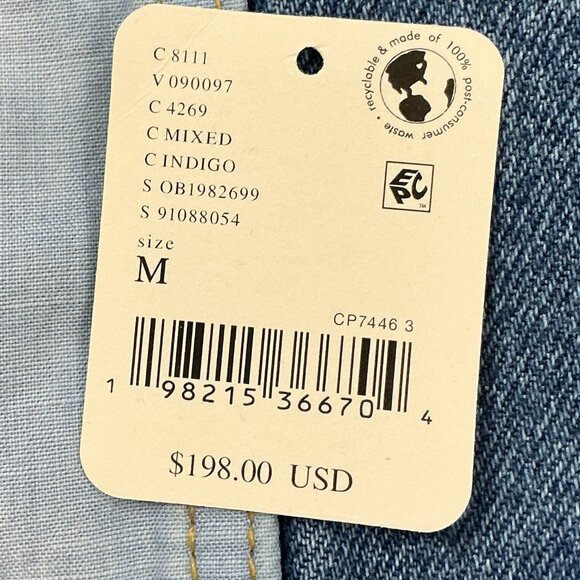 C 8111
V 090097
C 4269
C MIXED
C INDIGO
S OB1982699
S 91088054
size
M
recyclable & made of 100% post-consumer waste •
EPC
TM
CP7446 3
1 98215 36670 4
$198.00 USD